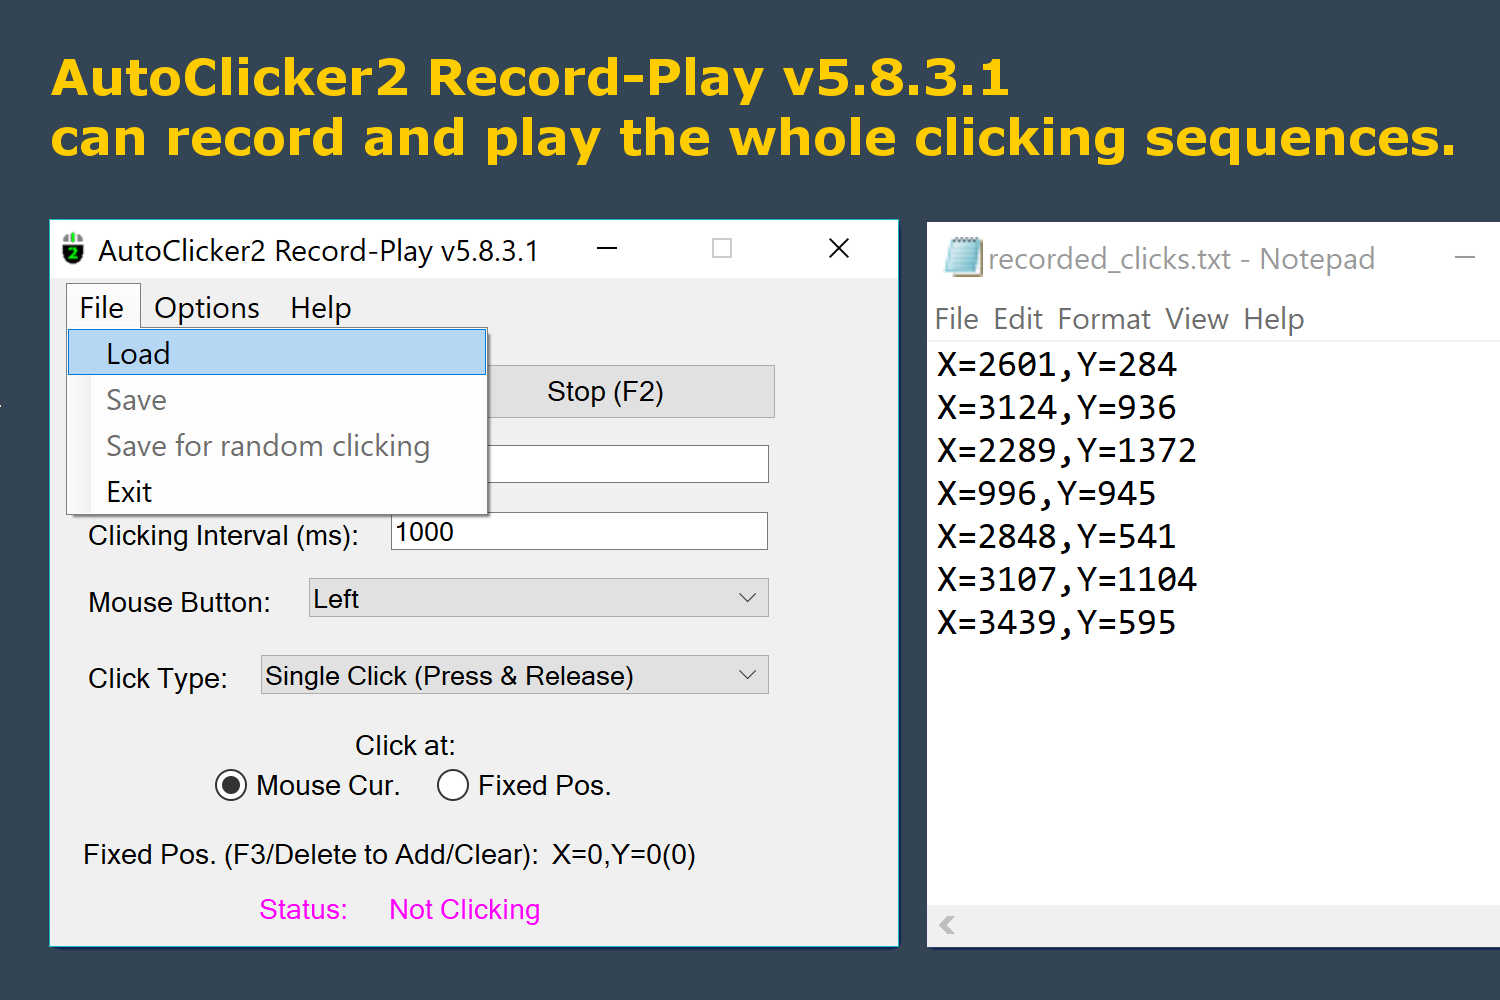 AutoClicker2 Record-Play v5.8.3.1
can record and play the whole clicking sequences.
2 AutoClicker2 Record-Play v5.8.3.1
File Options Help
Load
Save
Save for random clicking
Exit
Stop (F2)
Clicking Interval (ms): 1000
Mouse Button: Left
Click Type: Single Click (Press & Release)
Click at:
Mouse Cur. Fixed Pos.
Fixed Pos. (F3/Delete to Add/Clear): X=0,Y=0(0)
Status: Not Clicking
recorded_clicks.txt - Notepad
File Edit Format View Help
X=2601,Y=284
X=3124,Y=936
X=2289,Y=1372
X=996,Y=945
X=2848,Y=541
X=3107,Y=1104
X=3439,Y=595